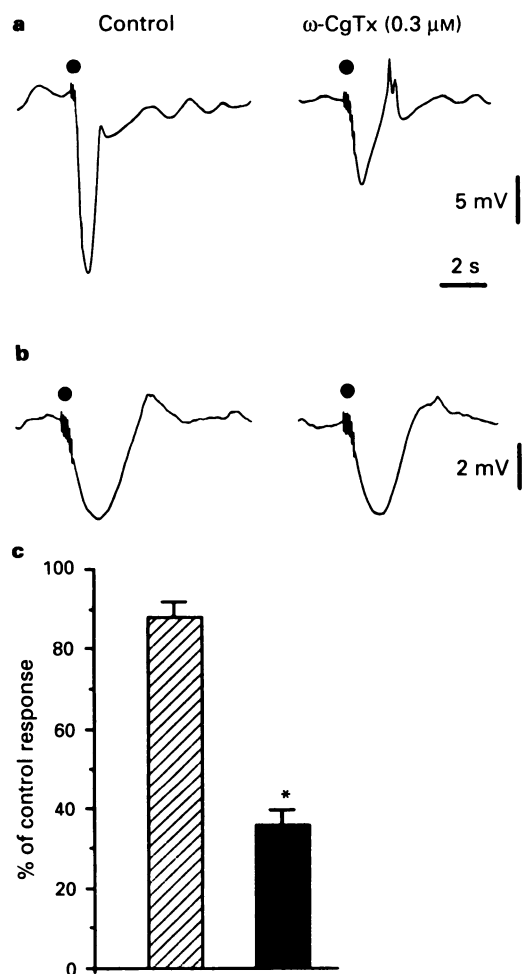 a
Control
ω-CgTx (0.3 μM)
5 mV
2 s
b
2 mV
c
100
80
60
40
20
0
% of control response
*